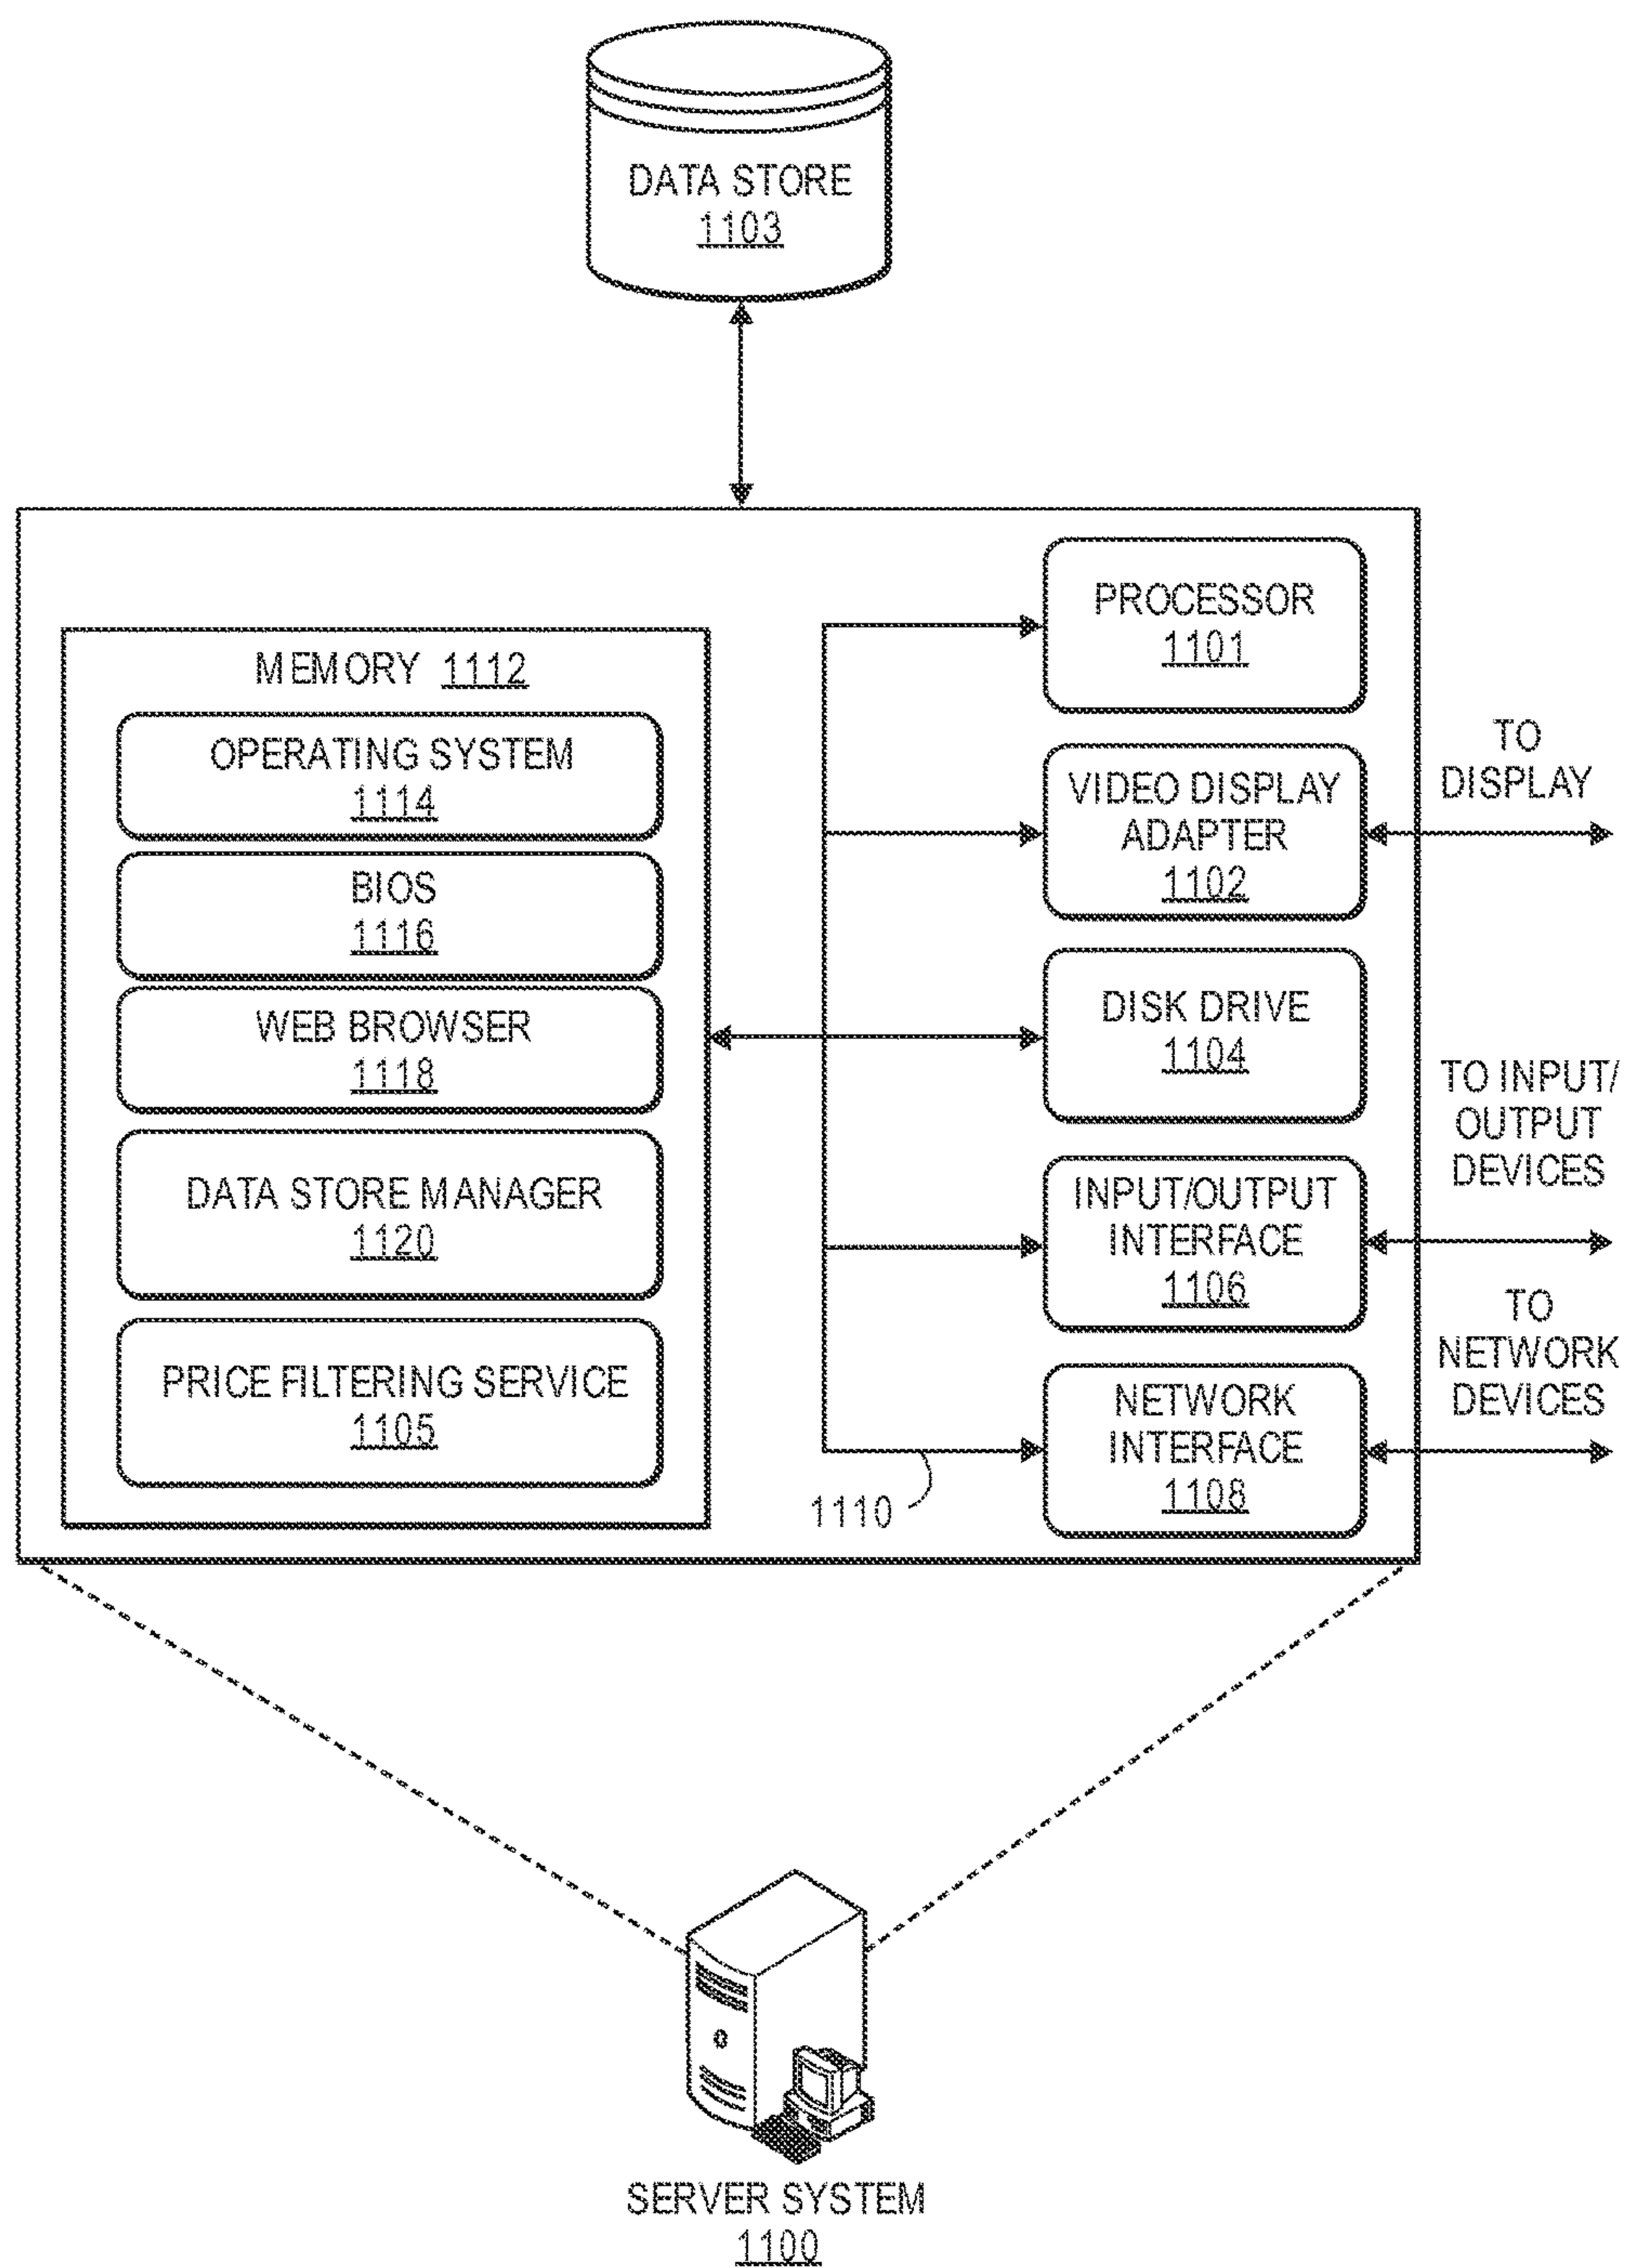 DATA STORE
1103
MEMORY 1112
OPERATING SYSTEM
1114
BIOS
1116
WEB BROWSER
1118
DATA STORE MANAGER
1120
PRICE FILTERING SERVICE
1105
PROCESSOR
1101
VIDEO DISPLAY
ADAPTER
1102
DISK DRIVE
1104
INPUT/OUTPUT
INTERFACE
1106
NETWORK
INTERFACE
1108
1110
TO
DISPLAY
TO INPUT/
OUTPUT
DEVICES
TO
NETWORK
DEVICES
SERVER SYSTEM
1100